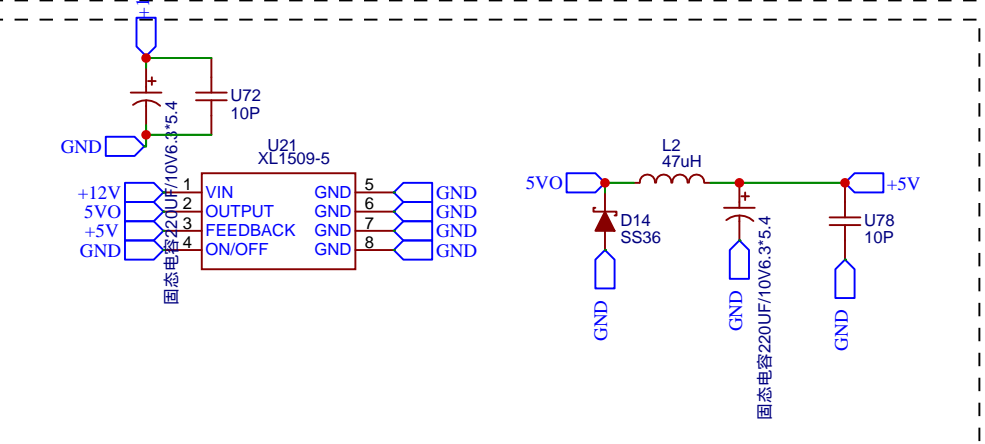 U72
10P
GND
固态电容220UF/10V6.3*5.4
U21
XL1509-5
+12V 1 VIN GND 5 GND
5VO 2 OUTPUT GND 6 GND
+5V 3 FEEDBACK GND 7 GND
GND 4 ON/OFF GND 8 GND
L2
47uH
5VO
+5V
D14
SS36
U78
10P
GND
GND
固态电容220UF/10V6.3*5.4
GND